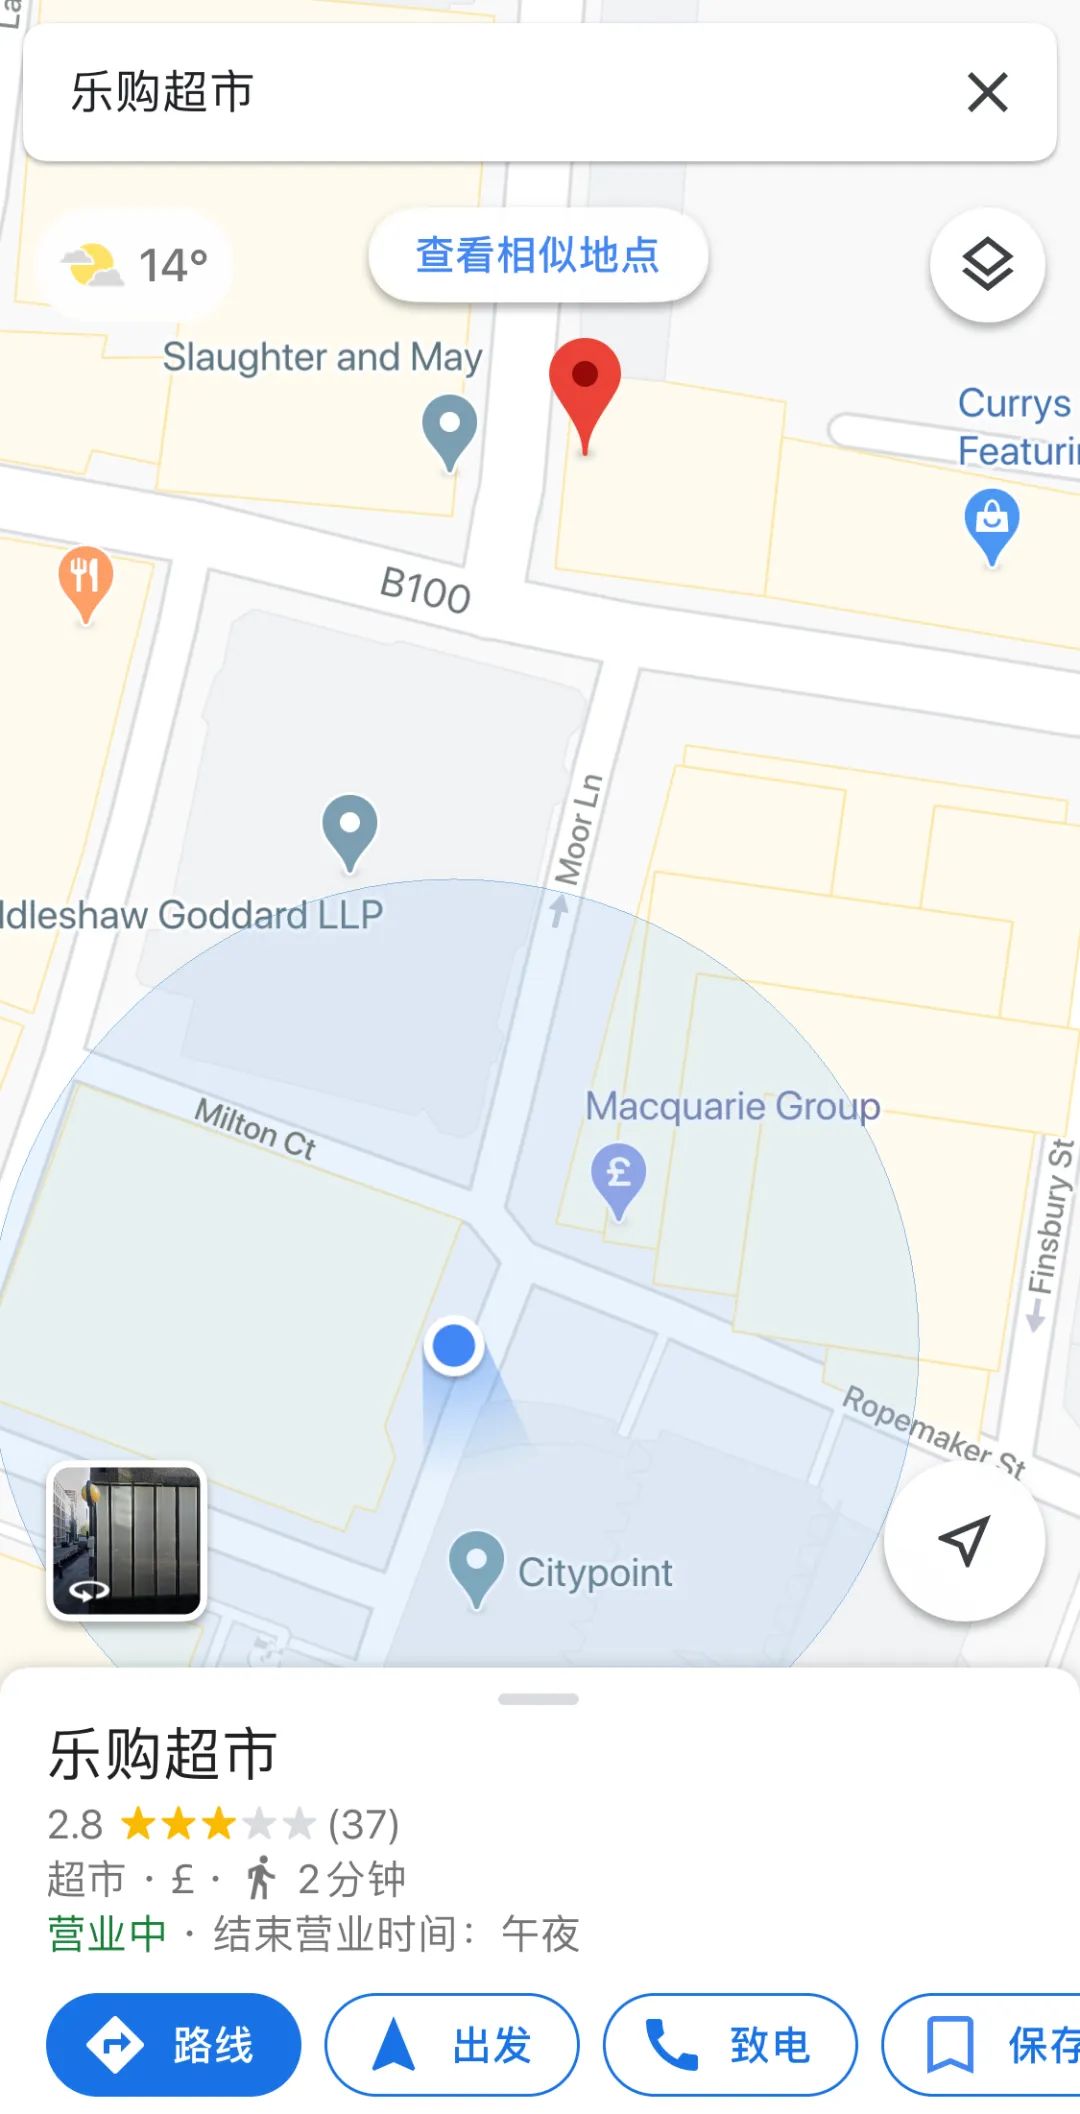 乐购超市
14°
查看相似地点
Slaughter and May
Currys
B100
Moor Ln
Goddard LLP
Macquarie Group
Milton Ct
Finsbury St
Ropemaker St
Citypoint
乐购超市
2.8 (37)
超市 · £ · 2分钟
营业中 · 结束营业时间：午夜
路线
出发
致电
保存